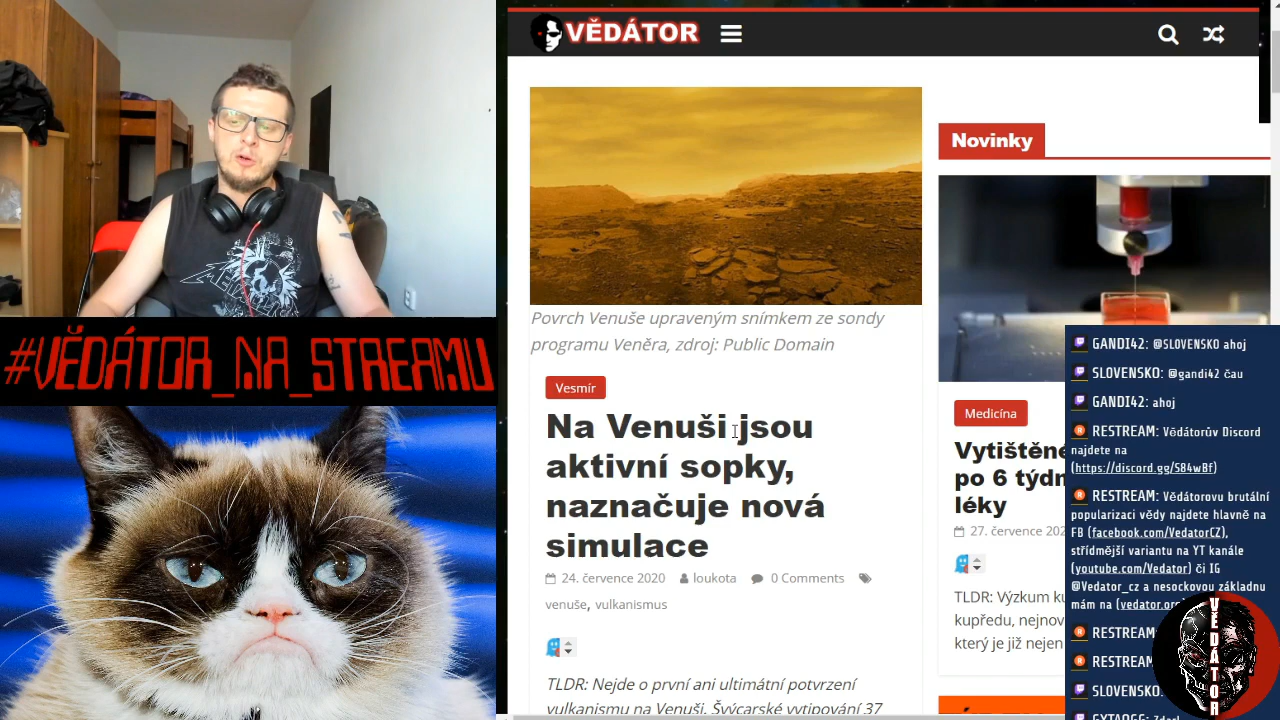 VĚDÁTOR
Povrch Venuše upraveným snímkem ze sondy
programu Veněra, zdroj: Public Domain
Vesmír
Na Venuši jsou
aktivní sopky,
naznačuje nová
simulace
24. července 2020 loukota 0 Comments
venuše, vulkanismus
TLDR: Nejde o první ani ultimátní potvrzení
vulkanismu na Venuši. Švýcarské vytipování 37
Novinky
Medicína
Vytištěné
po 6 týdn
léky
27. července 202
TLDR: Výzkum ku
kupředu, nejnov
který je již nejen
#VĚDÁTOR_NA_STREAMU
GANDI42: @SLOVENSKO ahoj
SLOVENSKO: @gandi42 čau
GANDI42: ahoj
RESTREAM: Vědátorův Discord
najdete na
(https://discord.gg/S84wBf)
RESTREAM: Vědátorovu brutální
popularizaci vědy najdete hlavně na
FB (facebook.com/VedatorCZ),
střídmější variantu na YT kanále
(youtube.com/Vedator) či IG
@Vedator_cz a nesockovou základnu
mám na (vedator.or
RESTREAM
RESTREAM
SLOVENSKO:
VĚDÁTOR